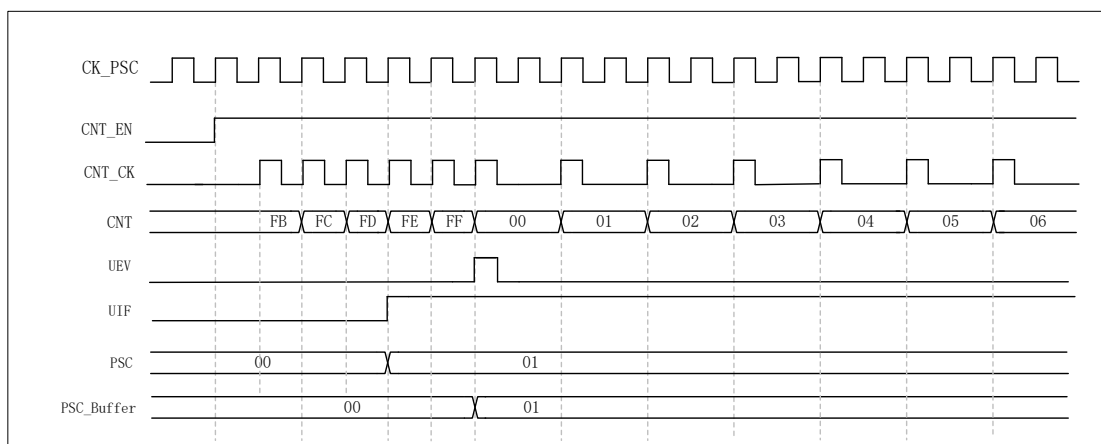 CK_PSC
CNT_EN
CNT_CK
CNT FB FC FD FE FF 00 01 02 03 04 05 06
UEV
UIF
PSC 00 01
PSC_Buffer 00 01